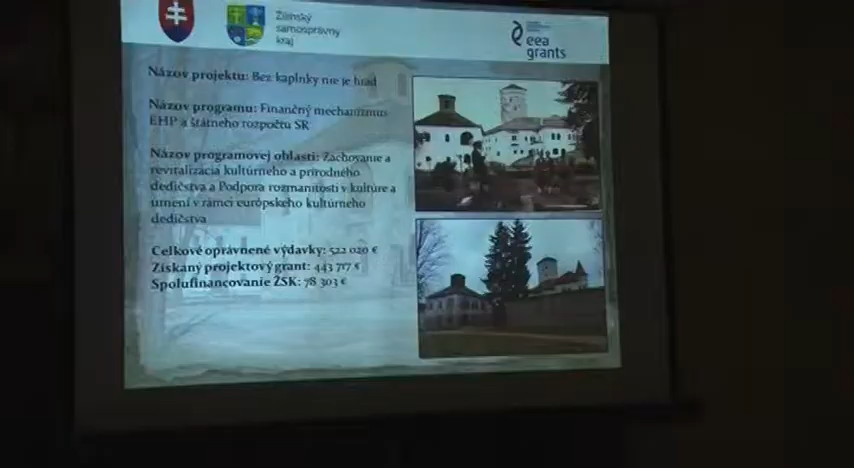 Žilinský
samosprávny
kraj
eea
grants
Názov projektu: Bez kaplnky nie je hrad
Názov programu: Finančný mechanizmus
EHP a štátneho rozpočtu SR
Názov programovej oblasti: Zachovanie a
revitalizácia kultúrneho a prírodného
dedičstva a Podpora rozmanitosti v kultúre a
umení v rámci európskeho kultúrneho
dedičstva
Celkové oprávnené výdavky: 522 020 €
Získaný projektový grant: 443 717 €
Spolufinancovanie ŽSK: 78 303 €